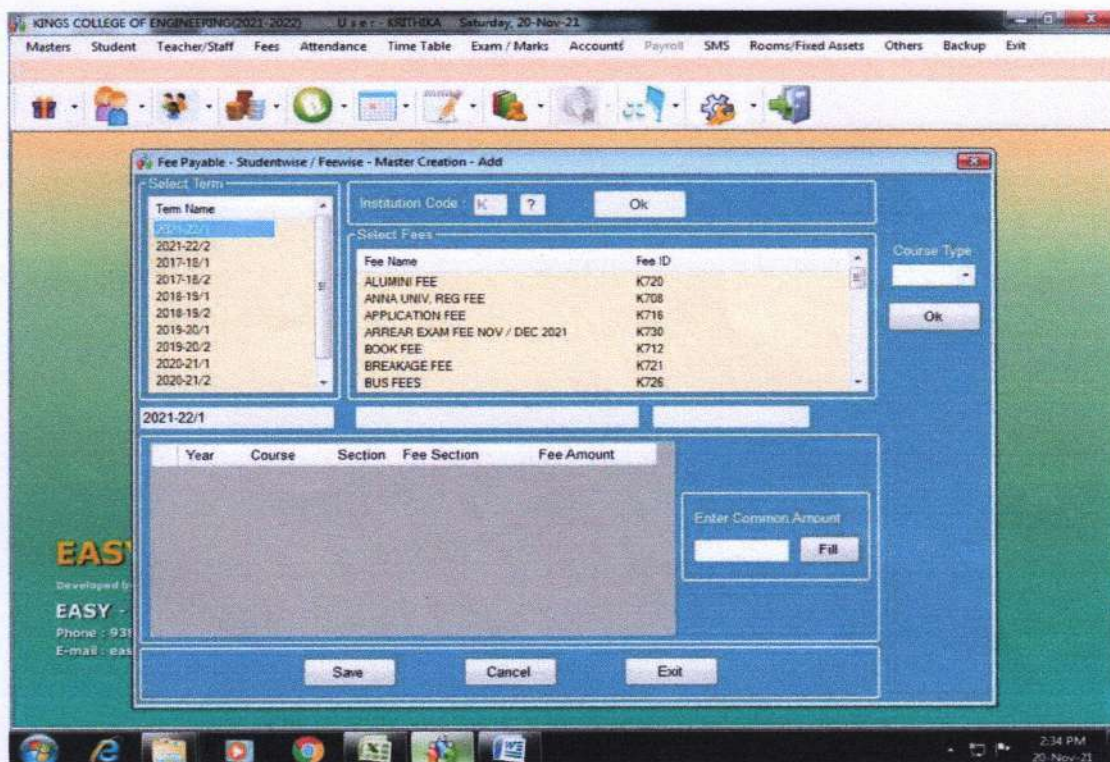 KINGS COLLEGE OF ENGINEERING(2021-2022) User - KRITHIKA Saturday, 20-Nov-21
Masters Student Teacher/Staff Fees Attendance Time Table Exam / Marks Accounts Payroll SMS Rooms/Fixed Assets Others Backup Exit
Fee Payable - Studentwise / Feewise - Master Creation - Add
Select Term
Term Name
2021-22/1
2021-22/2
2017-18/1
2017-18/2
2018-19/1
2018-19/2
2019-20/1
2019-20/2
2020-21/1
2020-21/2
Institution Code : K ? Ok
Select Fees
Fee Name Fee ID
ALUMINI FEE K720
ANNA UNIV. REG FEE K708
APPLICATION FEE K716
ARREAR EXAM FEE NOV / DEC 2021 K730
BOOK FEE K712
BREAKAGE FEE K721
BUS FEES K726
Course Type
Ok
2021-22/1
Year Course Section Fee Section Fee Amount
Enter Common Amount
Fill
EASY
Developed
EASY -
Phone : 93
E-mail : eas
Save Cancel Exit
2:34 PM
20-Nov-21